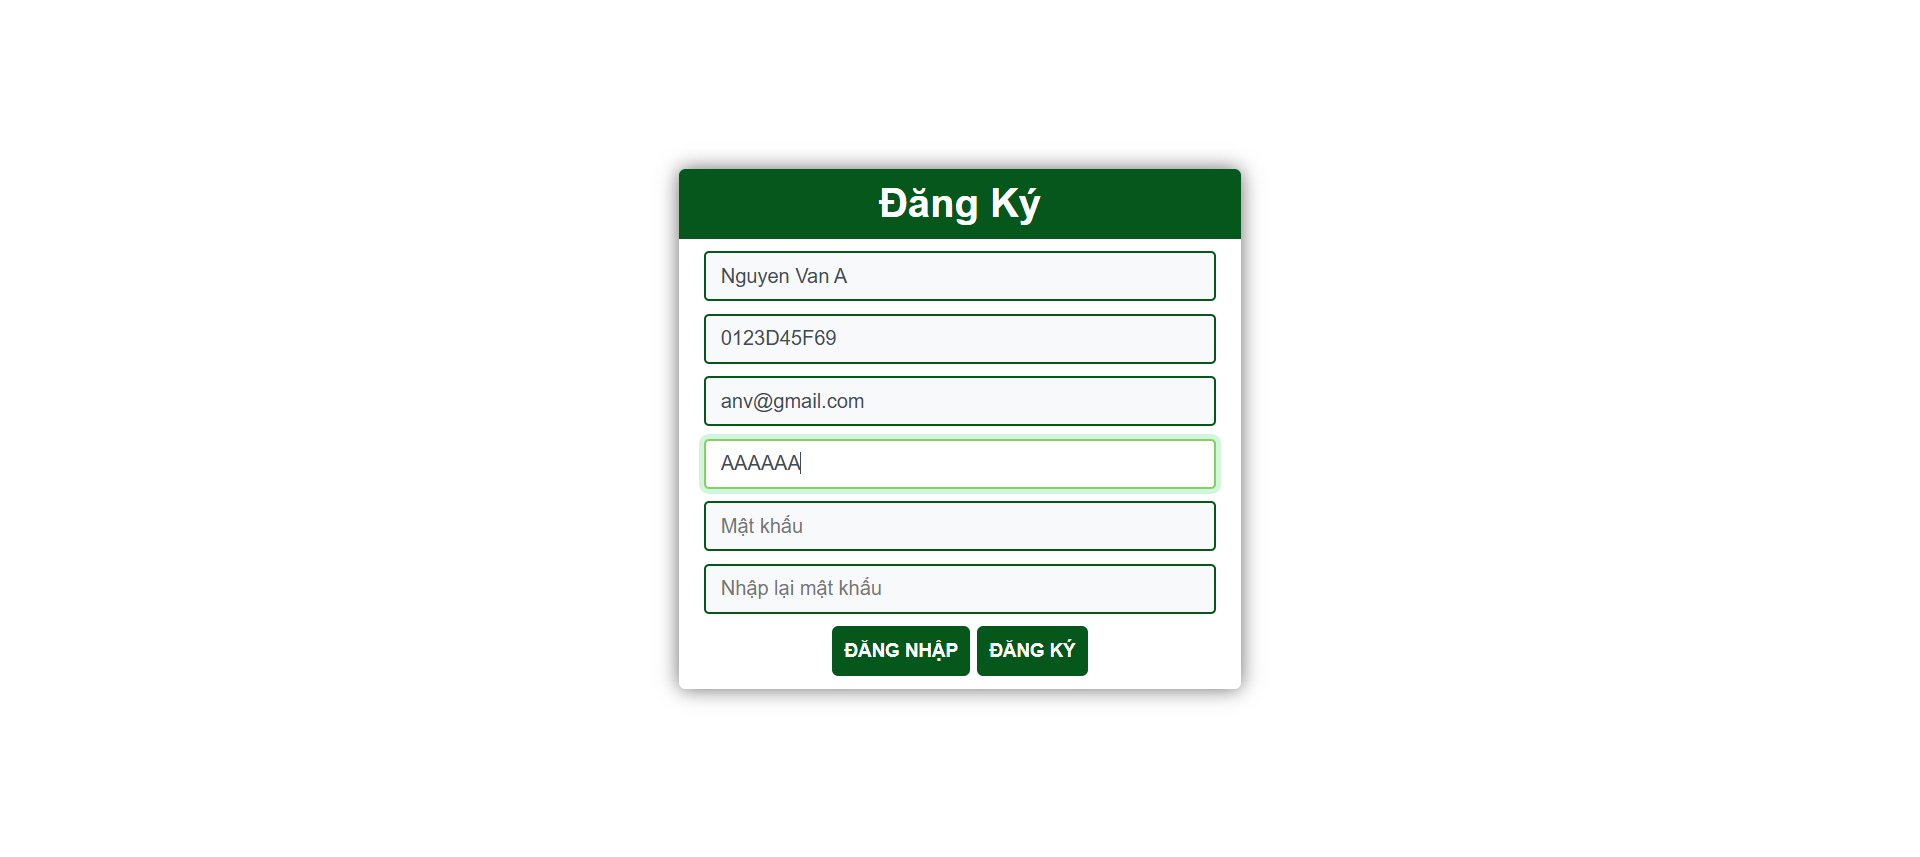 Đăng Ký
Nguyen Van A
0123D45F69
anv@gmail.com
AAAAAA
Mật khẩu
Nhập lại mật khẩu
ĐĂNG NHẬP ĐĂNG KÝ